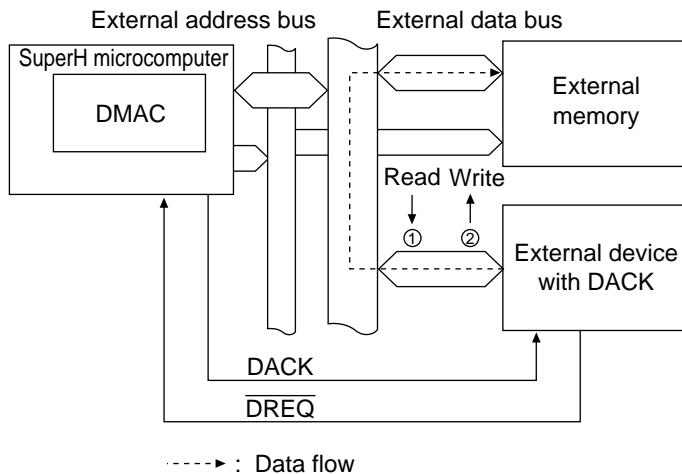 External address bus
External data bus
SuperH microcomputer
DMAC
External
memory
Read Write
① ②
External device
with DACK
DACK
DREQ
: Data flow